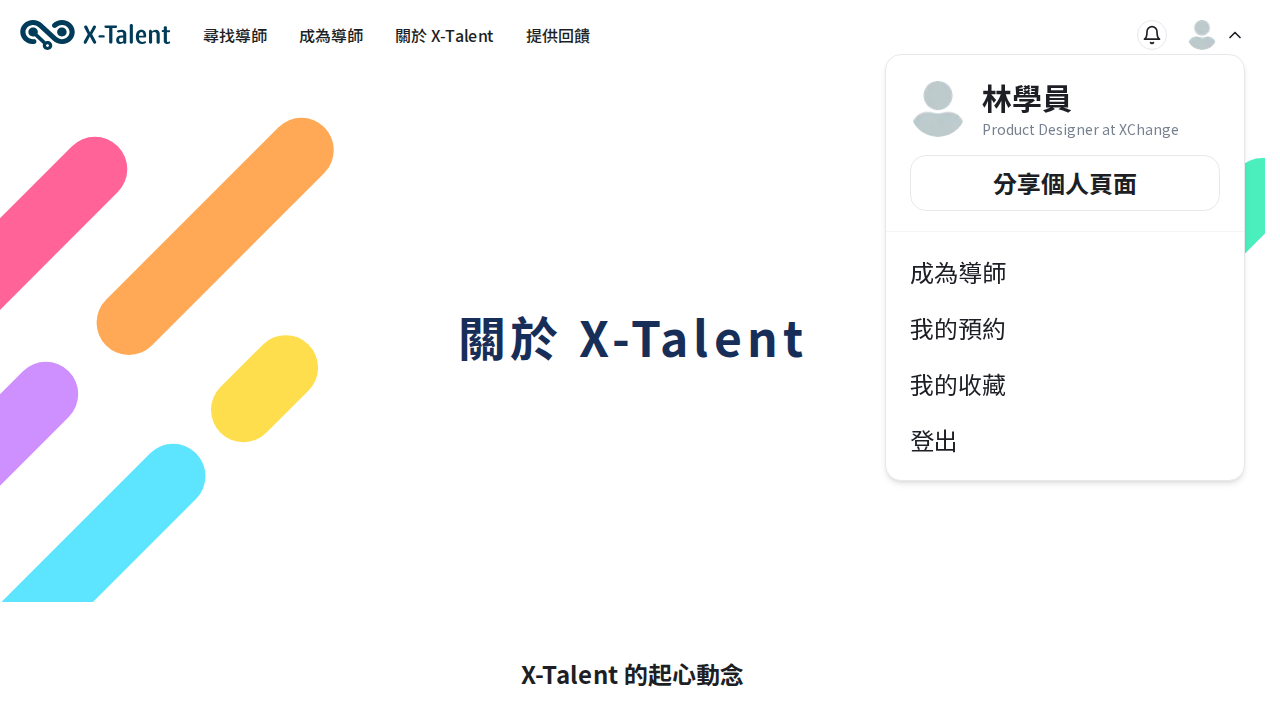 X-Talent
尋找導師
成為導師
關於 X-Talent
提供回饋
林學員
Product Designer at XChange
分享個人頁面
成為導師
我的預約
我的收藏
登出
關於 X-Talent
X-Talent 的起心動念